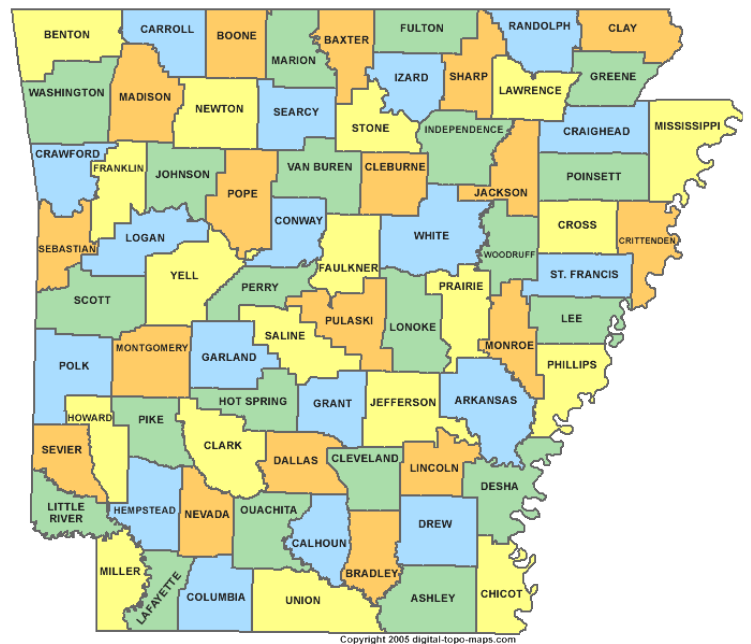 BENTON
CARROLL
BOONE
MARION
BAXTER
FULTON
RANDOLPH
CLAY
WASHINGTON
MADISON
NEWTON
SEARCY
STONE
IZARD
SHARP
LAWRENCE
GREENE
CRAWFORD
FRANKLIN
JOHNSON
POPE
VAN BUREN
CLEBURNE
INDEPENDENCE
JACKSON
CRAIGHEAD
MISSISSIPPI
POINSETT
SEBASTIAN
LOGAN
CONWAY
WHITE
WOODRUFF
CROSS
CRITTENDEN
SCOTT
YELL
PERRY
FAULKNER
PRAIRIE
ST. FRANCIS
POLK
MONTGOMERY
GARLAND
SALINE
PULASKI
LONOKE
MONROE
LEE
PHILLIPS
HOWARD
PIKE
HOT SPRING
GRANT
JEFFERSON
ARKANSAS
SEVIER
CLARK
DALLAS
CLEVELAND
LINCOLN
DESHA
LITTLE
RIVER
HEMPSTEAD
NEVADA
OUACHITA
CALHOUN
BRADLEY
DREW
MILLER
LAFAYETTE
COLUMBIA
UNION
ASHLEY
CHICOT
Copyright 2005 digital-topo-maps.com